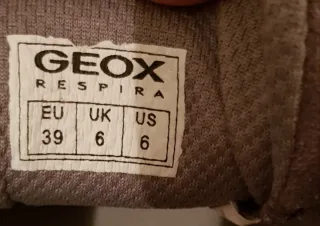 GEOX
RESPIRA
EU UK US
39 6 6